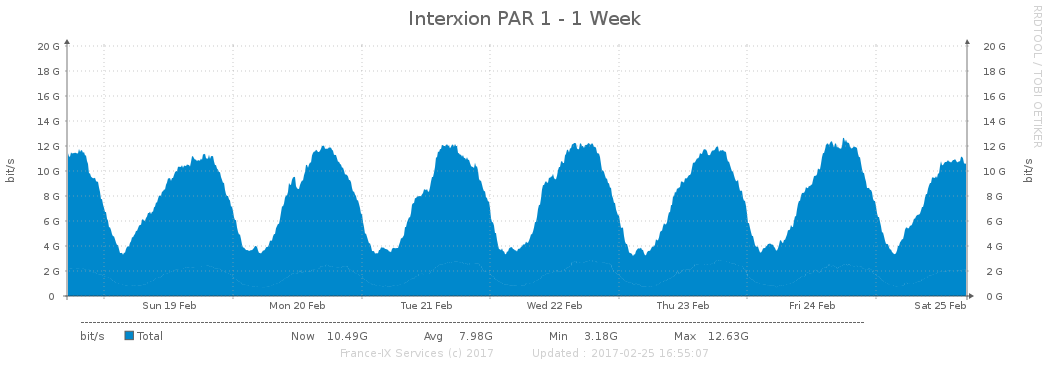 Interxion PAR 1 - 1 Week
RRDTOOL / TOBI OETIKER
bit/s
20 G
18 G
16 G
14 G
12 G
10 G
8 G
6 G
4 G
2 G
0
20 G
18 G
16 G
14 G
12 G
10 G
8 G
6 G
4 G
2 G
0 G
bit/s
Sun 19 Feb Mon 20 Feb Tue 21 Feb Wed 22 Feb Thu 23 Feb Fri 24 Feb Sat 25 Feb
bit/s Total Now 10.49G Avg 7.98G Min 3.18G Max 12.63G
France-IX Services (c) 2017 Updated : 2017-02-25 16:55:07